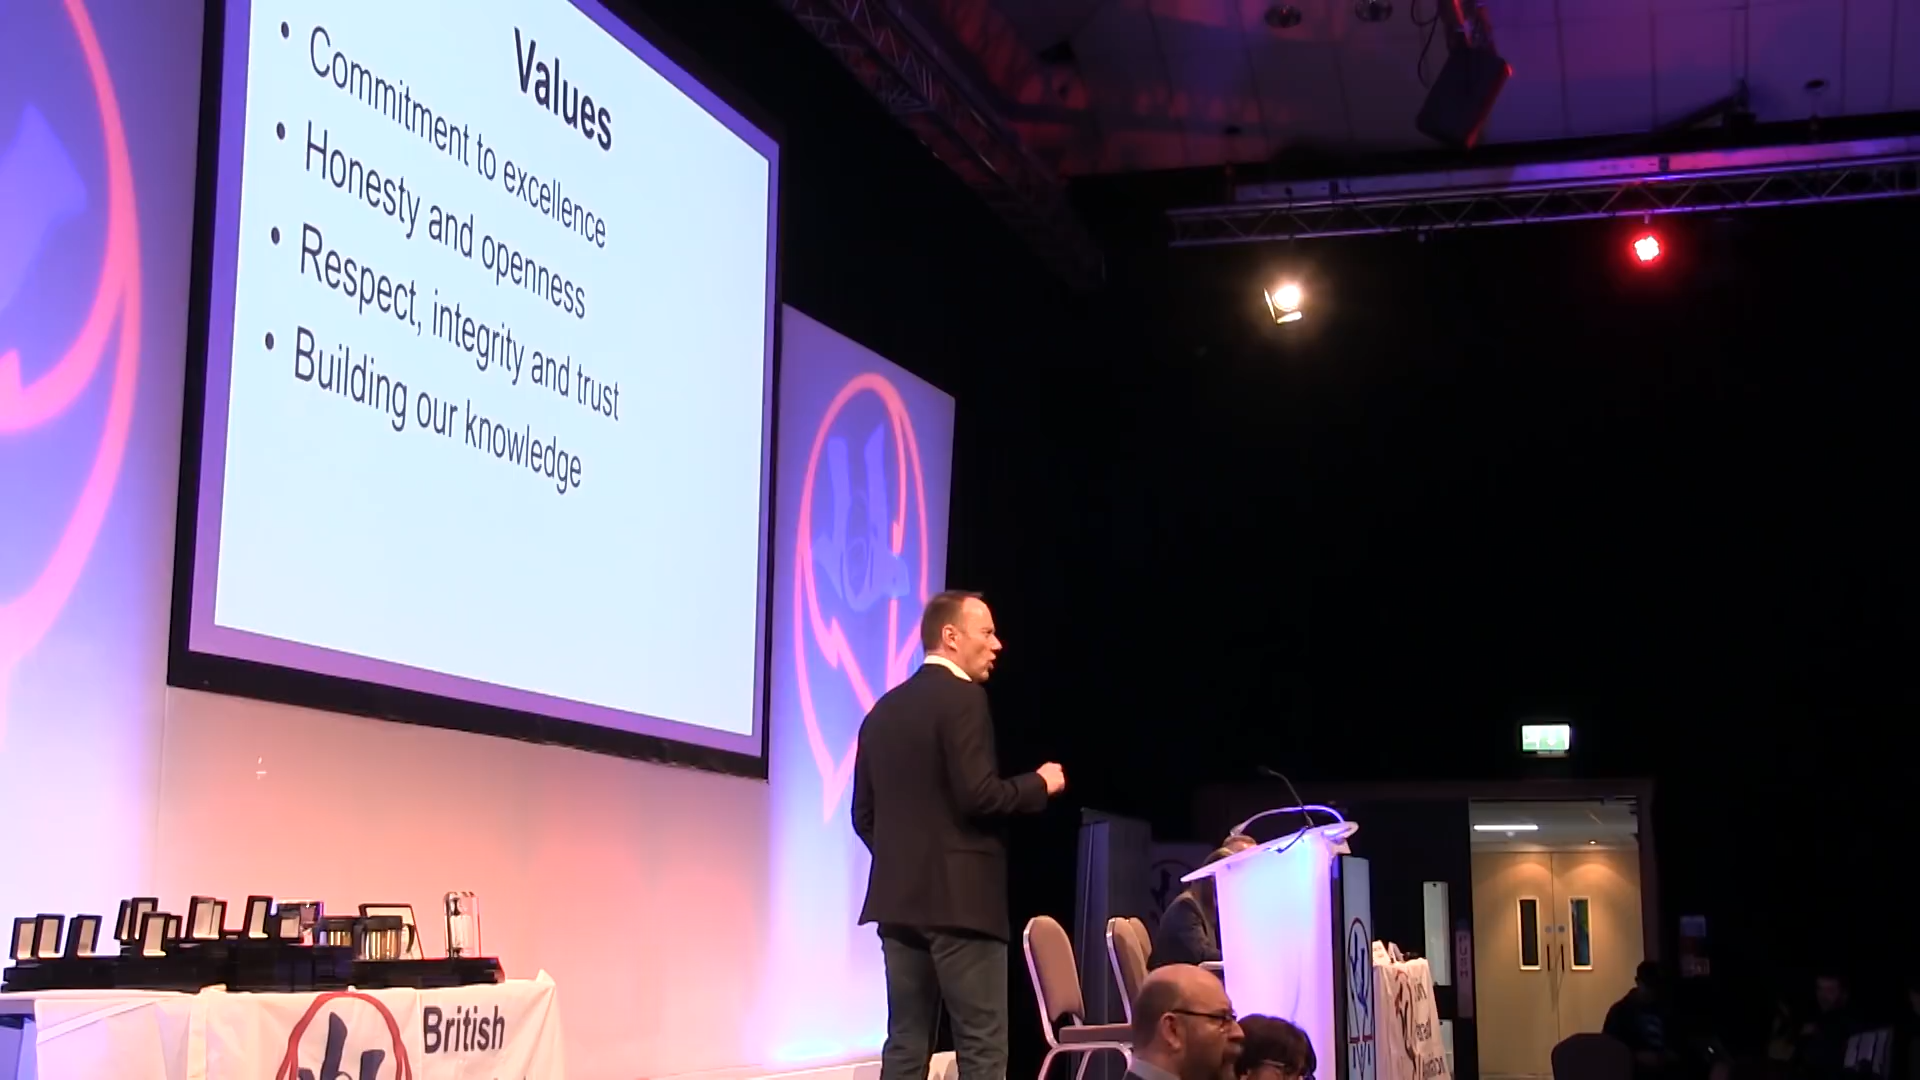 Values
• Commitment to excellence
• Honesty and openness
• Respect, integrity and trust
• Building our knowledge
British